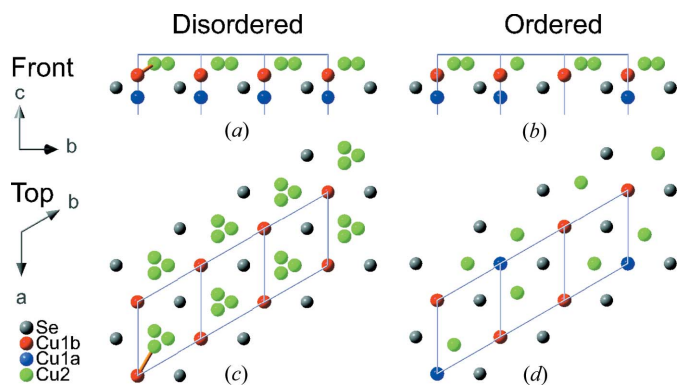 Disordered
Ordered
Front
c
b
(a)
(b)
Top
b
a
Se
Cu1b
Cu1a
Cu2
(c)
(d)